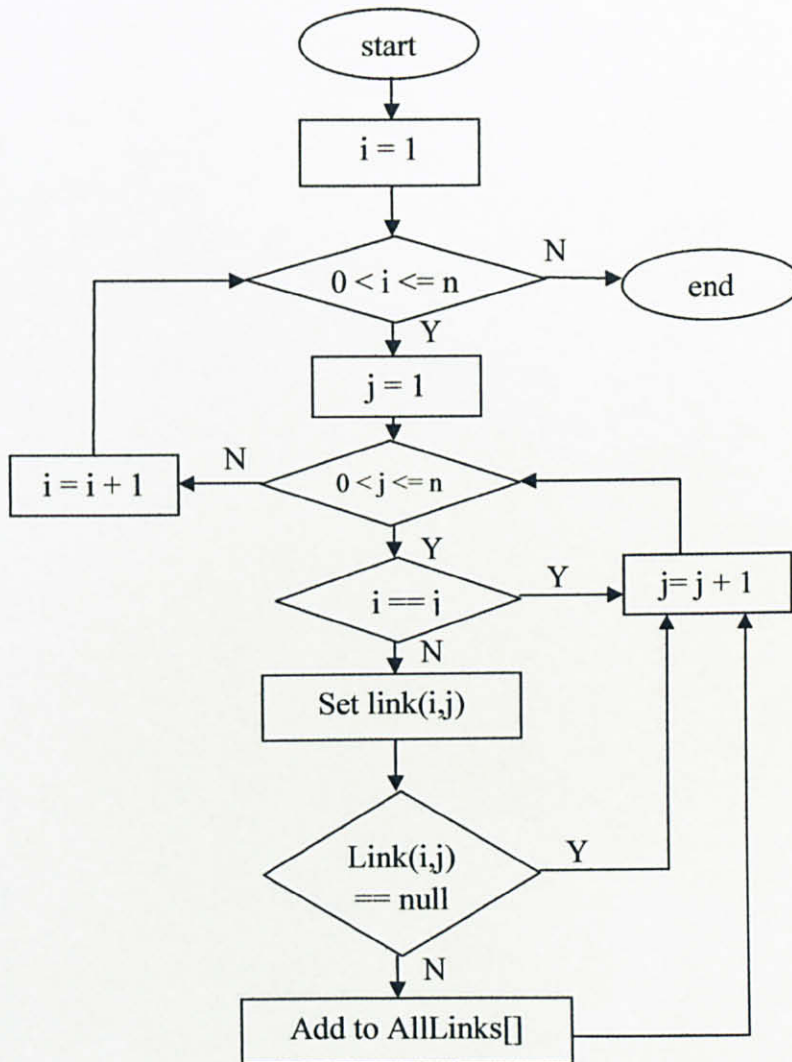 start
i = 1
0 < i <= n
N
end
Y
j = 1
N
i = i + 1
0 < j <= n
Y
i == j
Y
j= j + 1
N
Set link(i,j)
Link(i,j)
== null
Y
N
Add to AllLinks[]